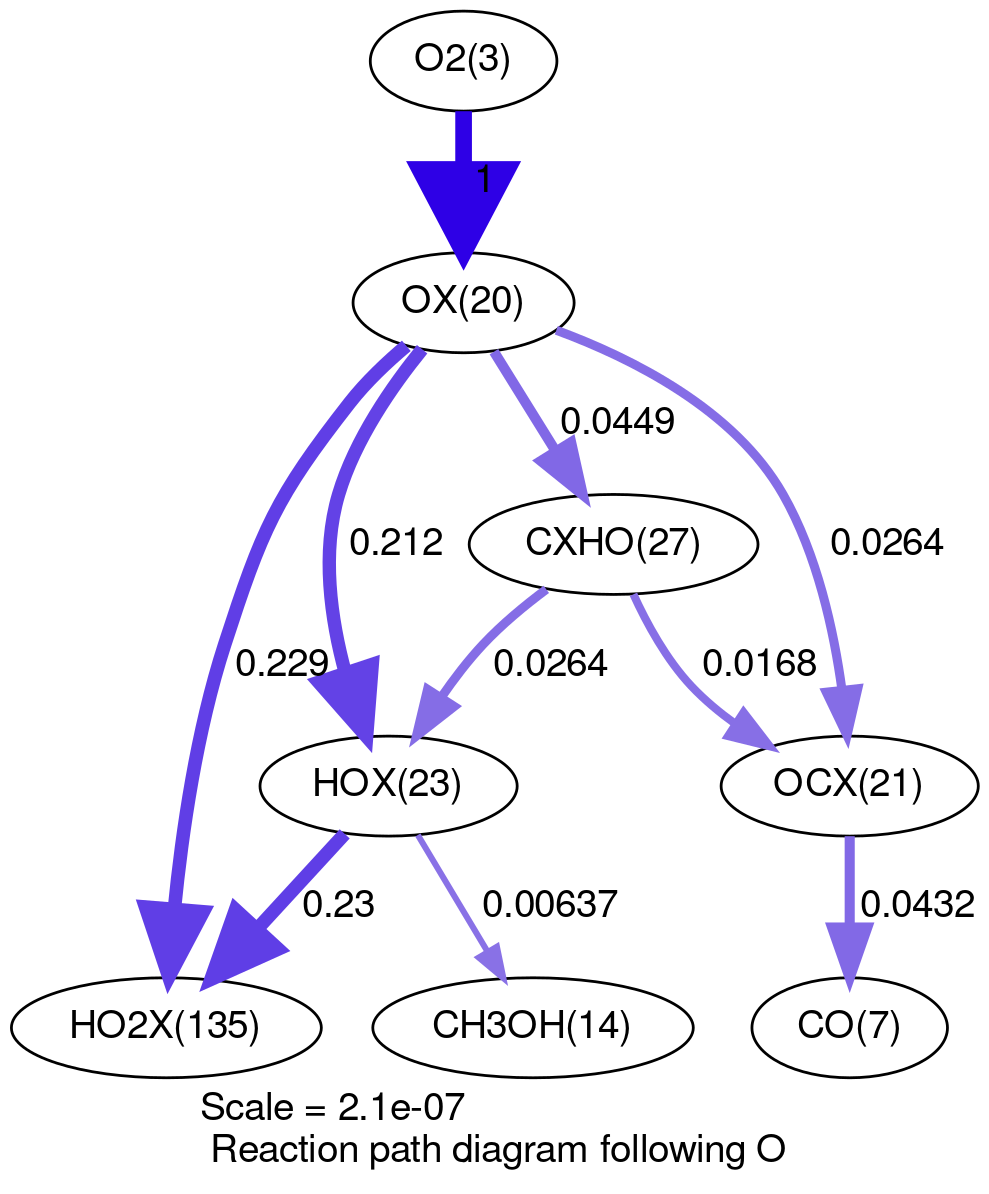 O2(3)
1
OX(20)
0.0449
0.212
CXHO(27)
0.0264
0.229
0.0264
0.0168
HOX(23)
OCX(21)
0.23
0.00637
0.0432
HO2X(135)
CH3OH(14)
CO(7)
Scale = 2.1e-07
Reaction path diagram following O